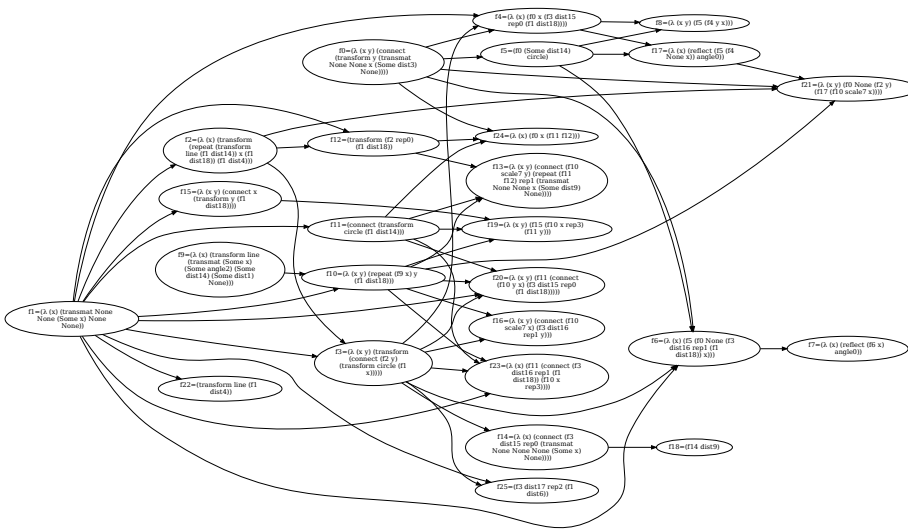 f4=(λ (x) (f0 x (f3 dist15
rep0 (f1 dist18))))
f8=(λ (x y) (f5 (f4 y x)))
f0=(λ (x y) (connect
(transform y (transmat
None None x (Some dist3)
None))))
f5=(f0 (Some dist14)
circle)
f17=(λ (x) (reflect (f5 (f4
None x)) angle0))
f21=(λ (x y) (f0 None (f2 y)
(f17 (f10 scale7 x))))
f2=(λ (x) (transform
(repeat (transform
line (f1 dist14)) x (f1
dist18)) (f1 dist4)))
f12=(transform (f2 rep0)
(f1 dist18))
f24=(λ (x) (f0 x (f11 f12)))
f13=(λ (x y) (connect (f10
scale7 y) (repeat (f11
f12) rep1 (transmat
None None x (Some dist9)
None))))
f15=(λ (x y) (connect x
(transform y (f1
dist18))))
f11=(connect (transform
circle (f1 dist14)))
f19=(λ (x y) (f15 (f10 x rep3)
(f11 y)))
f9=(λ (x) (transform line
(transmat (Some x)
(Some angle2) (Some
dist14) (Some dist1)
None)))
f10=(λ (x y) (repeat (f9 x) y
(f1 dist18)))
f20=(λ (x y) (f11 (connect
(f10 y x) (f3 dist15 rep0
(f1 dist18)))))
f1=(λ (x) (transmat None
None (Some x) None
None))
f16=(λ (x y) (connect (f10
scale7 x) (f3 dist16
rep1 y)))
f6=(λ (x) (f5 (f0 None (f3
dist16 rep1 (f1
dist18)) x)))
f7=(λ (x) (reflect (f6 x)
angle0))
f3=(λ (x y) (transform
(connect (f2 y)
(transform circle (f1
x)))))
f23=(λ (x) (f11 (connect (f3
dist16 rep1 (f1
dist18)) (f10 x
rep3))))
f22=(transform line (f1
dist4))
f14=(λ (x) (connect (f3
dist15 rep0 (transmat
None None None (Some x)
None))))
f18=(f14 dist9)
f25=(f3 dist17 rep2 (f1
dist6))